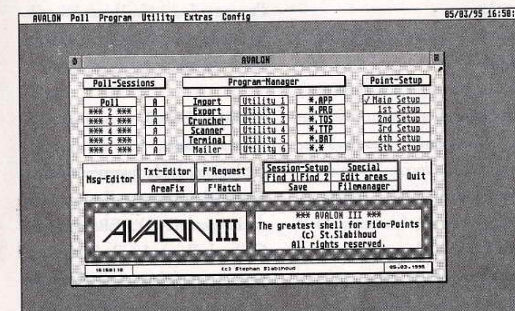 AVALON Poll Program Utility Extras Config 05/03/95 16:50:
AVALON
Poll-Sessions Program-Manager Point-Setup
Poll A Import Utility 1 *.APP √ Main Setup
*** 2 *** A Export Utility 2 *.PRG 1st Setup
*** 3 *** A Cruncher Utility 3 *.TOS 2nd Setup
*** 4 *** A Scanner Utility 4 *.TTP 3rd Setup
*** 5 *** A Terminal Utility 5 *.BAT 4th Setup
*** 6 *** A Mailer Utility 6 *.* 5th Setup
Msg-Editor Txt-Editor F'Request Session-Setup Special Quit
Find 1 Find 2 Edit areas
AreaFix F'Hatch Save Filemanager
AVALON III
*** AVALON III ***
The greatest shell for Fido-Points
(c) St.Slabihoud
All rights reserved.
16:50:10 (c) Stephan Slabihoud 05.03.1995